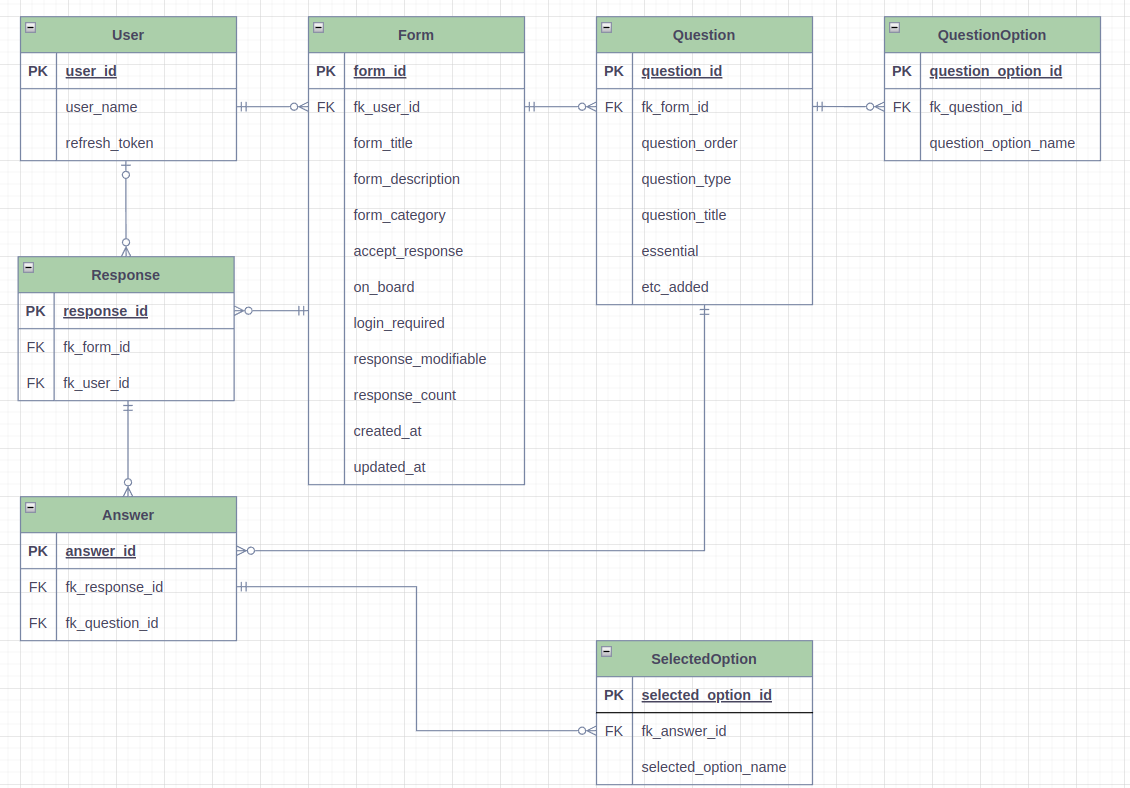 User
PK user_id
user_name
refresh_token
Form
PK form_id
FK fk_user_id
form_title
form_description
form_category
accept_response
on_board
login_required
response_modifiable
response_count
created_at
updated_at
Question
PK question_id
FK fk_form_id
question_order
question_type
question_title
essential
etc_added
QuestionOption
PK question_option_id
FK fk_question_id
question_option_name
Response
PK response_id
FK fk_form_id
FK fk_user_id
Answer
PK answer_id
FK fk_response_id
FK fk_question_id
SelectedOption
PK selected_option_id
FK fk_answer_id
selected_option_name